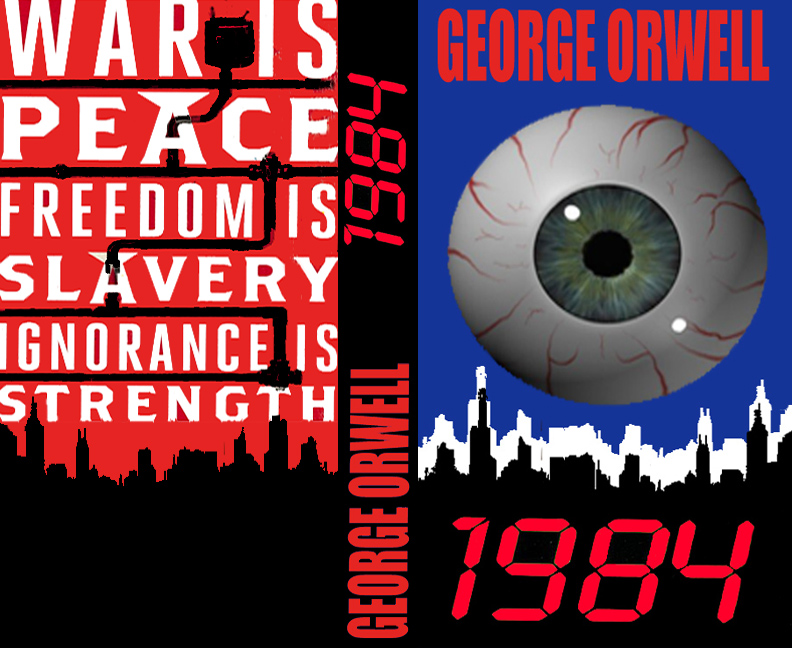 WAR IS
PEACE
FREEDOM IS
SLAVERY
IGNORANCE IS
STRENGTH
1984
GEORGE ORWELL
GEORGE ORWELL
1984